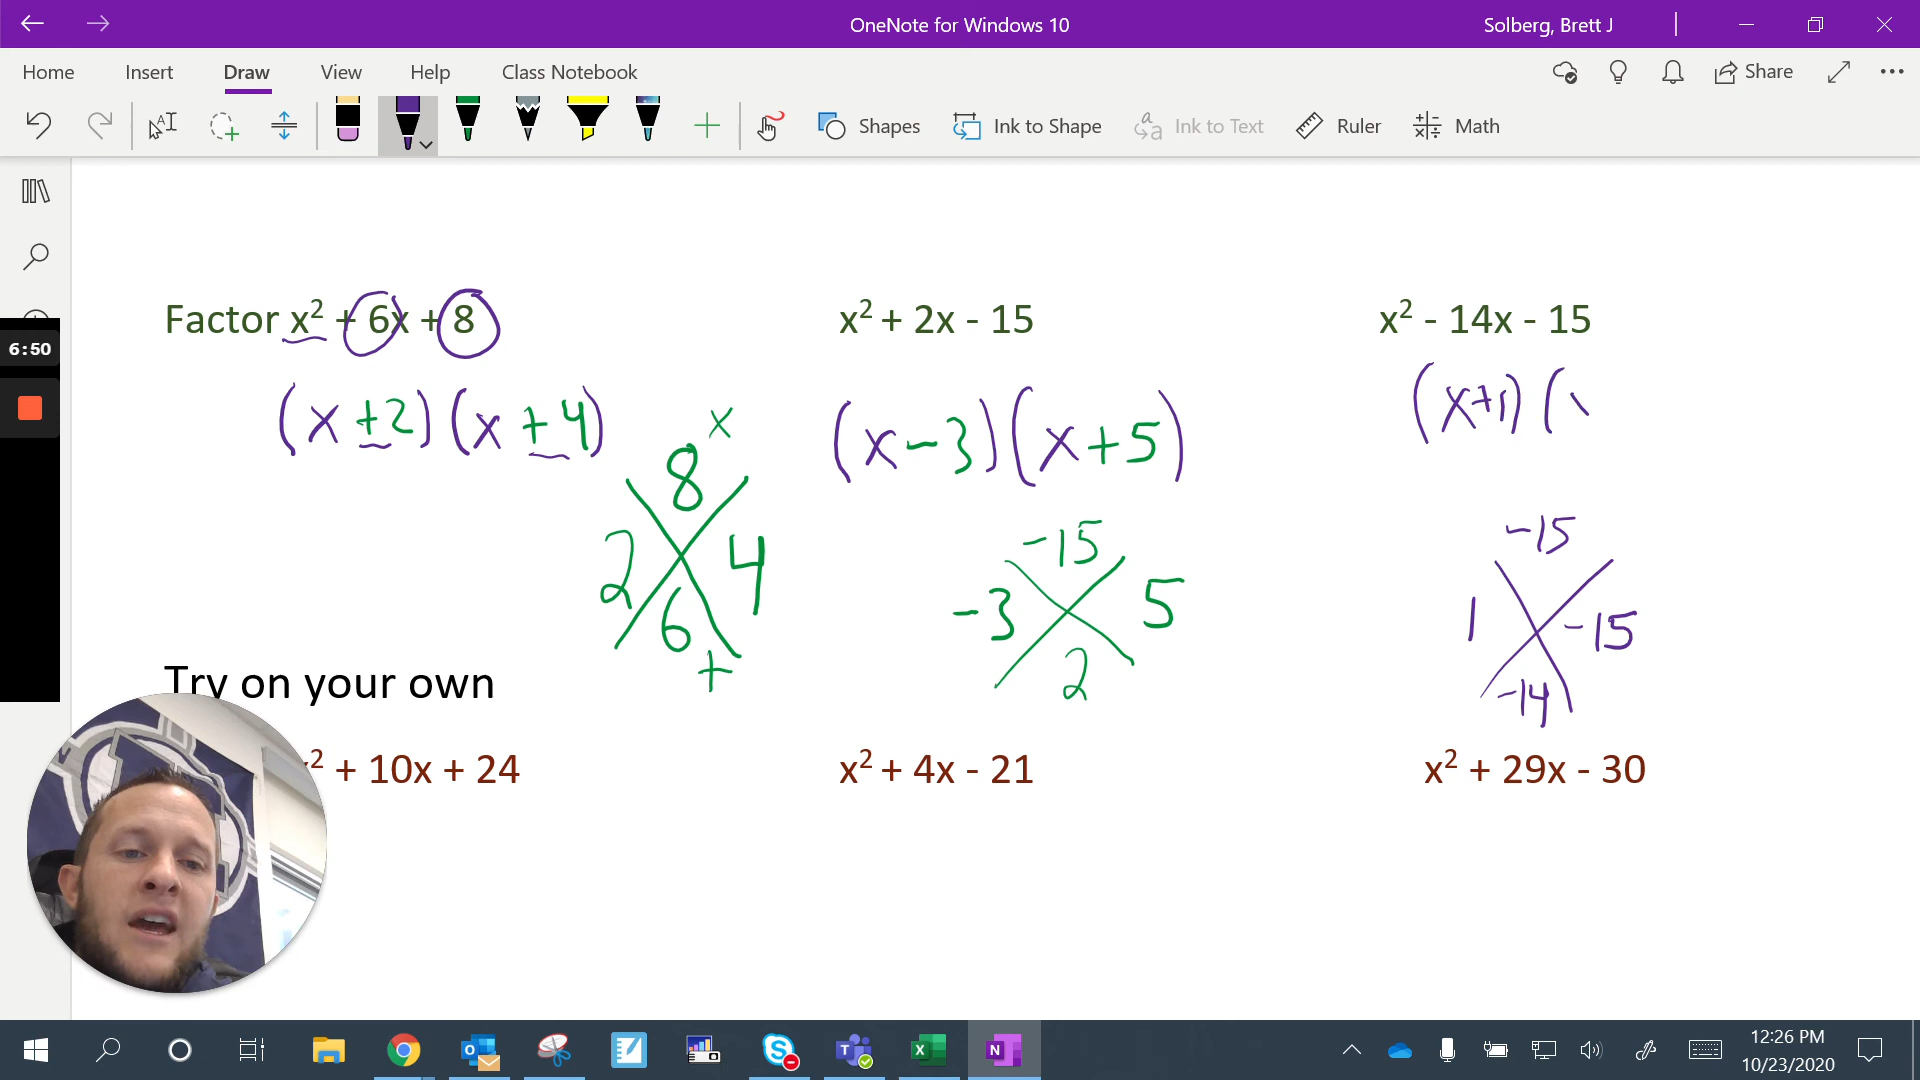 OneNote for Windows 10
Solberg, Brett J
Home Insert Draw View Help Class Notebook
Share
Shapes Ink to Shape Ink to Text Ruler Math
6:50
Factor x² + 6x + 8
x² + 2x - 15
x² - 14x - 15
(x +2)(x +4)
(x -3)(x +5)
(x+1)(
x
8
2 4
6
+
-15
-3 5
2
-15
1 -15
-14
Try on your own
x² + 10x + 24
x² + 4x - 21
x² + 29x - 30
12:26 PM
10/23/2020